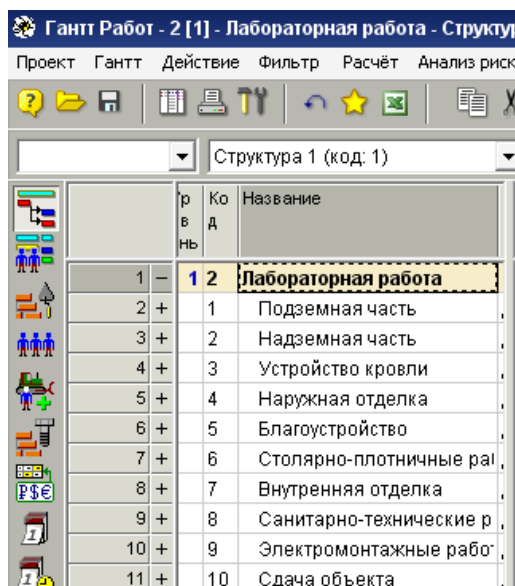 Гантт Работ - 2 [1] - Лабораторная работа - Структур
Проект Гантт Действие Фильтр Расчёт Анализ риск
Структура 1 (код: 1)
р Ко Название
в д
нь
1 – 1 2 Лабораторная работа
2 + 1 Подземная часть
3 + 2 Надземная часть
4 + 3 Устройство кровли
5 + 4 Наружная отделка
6 + 5 Благоустройство
7 + 6 Столярно-плотничные раб
8 + 7 Внутренняя отделка
9 + 8 Санитарно-технические р
10 + 9 Электромонтажные работ
11 + 10 Сдача объекта